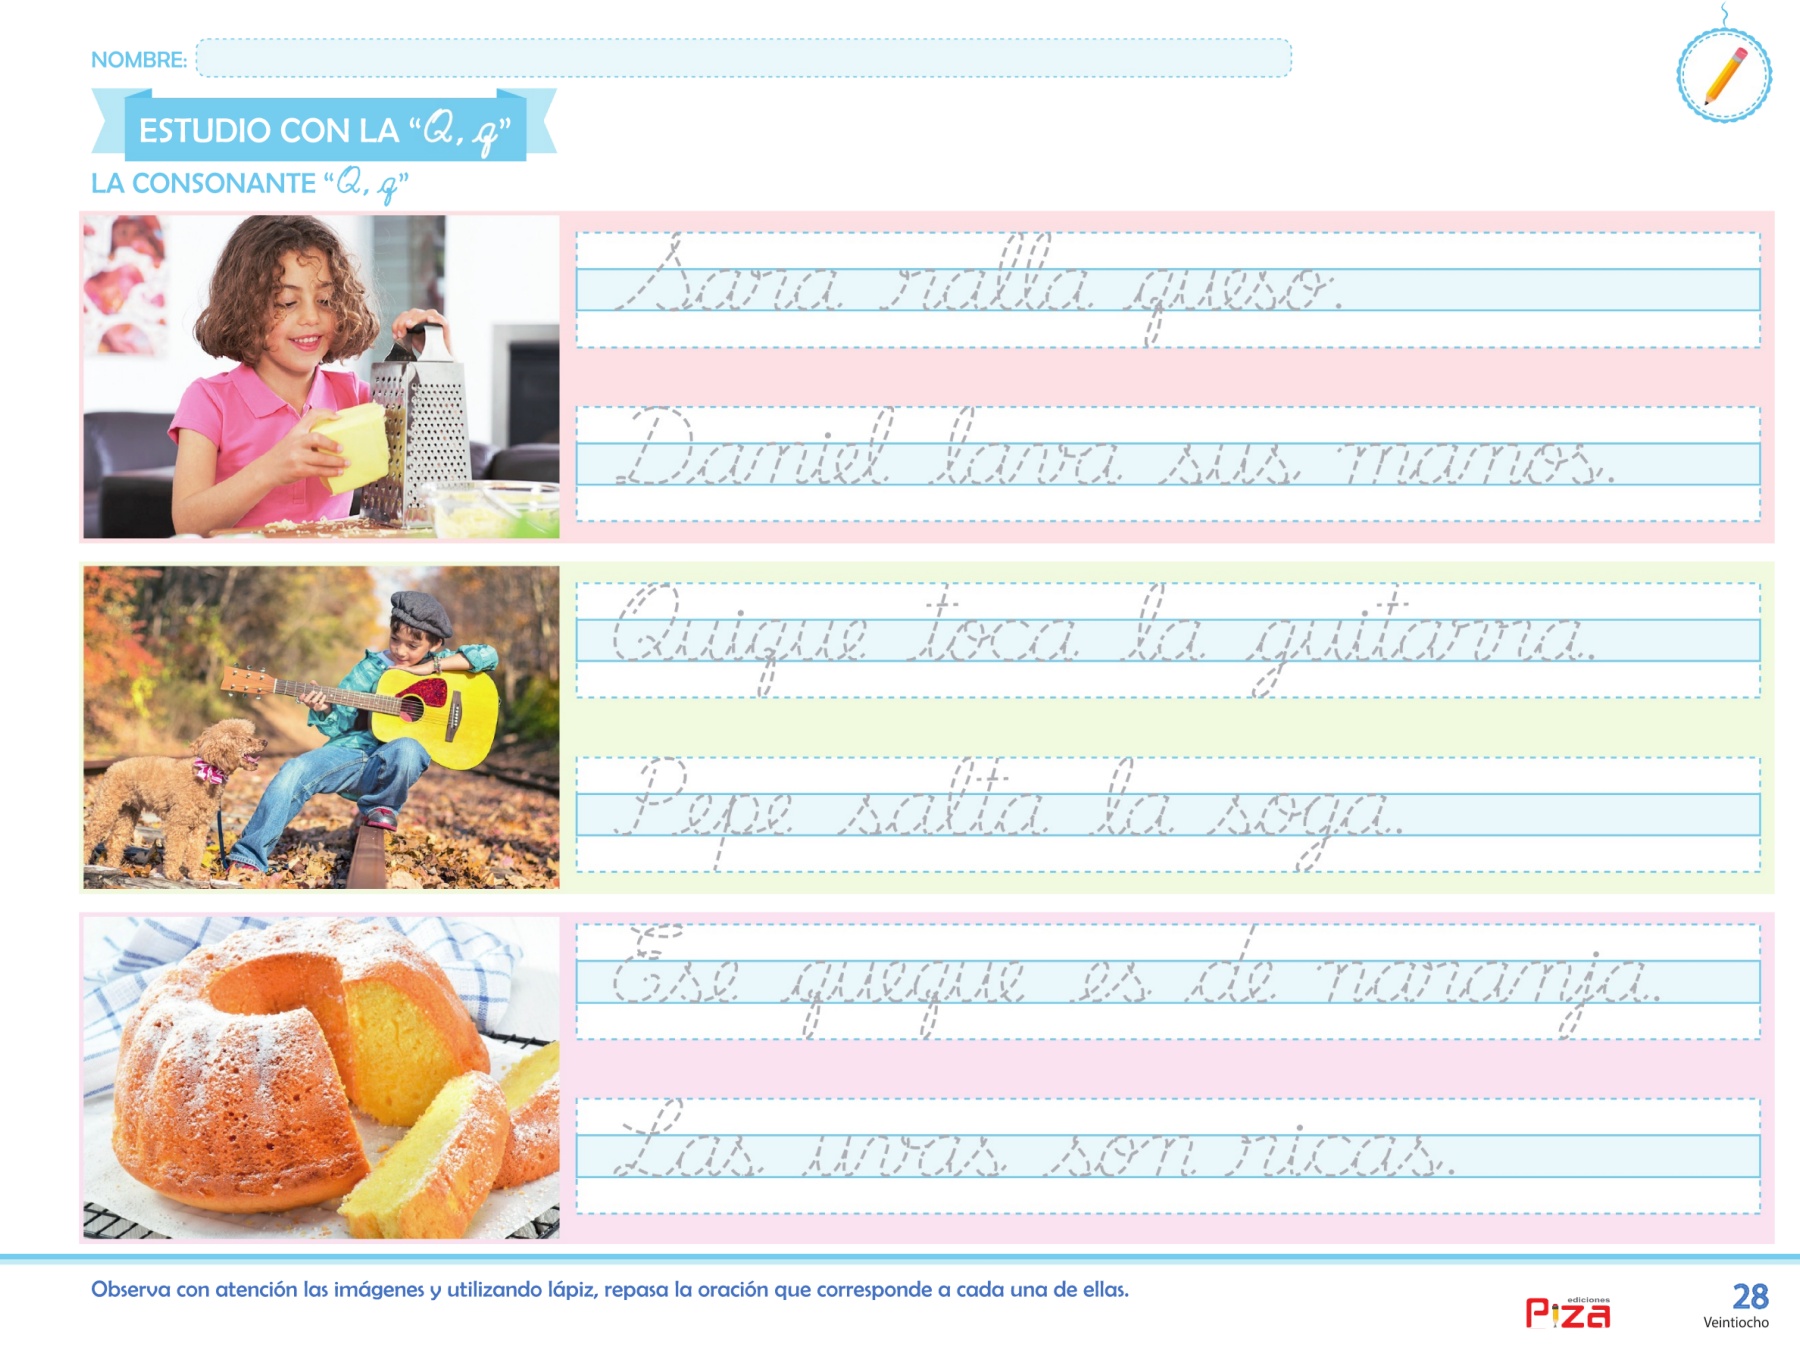 NOMBRE:
ESTUDIO CON LA “Q, q”
LA CONSONANTE “Q, q”
Sara ralla queso.
Daniel lava sus manos.
Quique toca la guitarra.
Pepe salta la soga.
Ese queque es de naranja.
Las uvas son ricas.
Observa con atención las imágenes y utilizando lápiz, repasa la oración que corresponde a cada una de ellas.
ediciones
Piza
28
Veintiocho